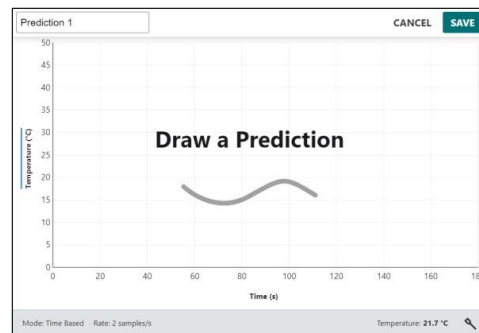 Prediction 1
CANCEL
SAVE
50
45
40
35
30
25
20
15
10
5
0
Temperature (°C)
Draw a Prediction
0 20 40 60 80 100 120 140 160
Time (s)
Mode: Time Based Rate: 2 samples/s
Temperature: 21.7 °C